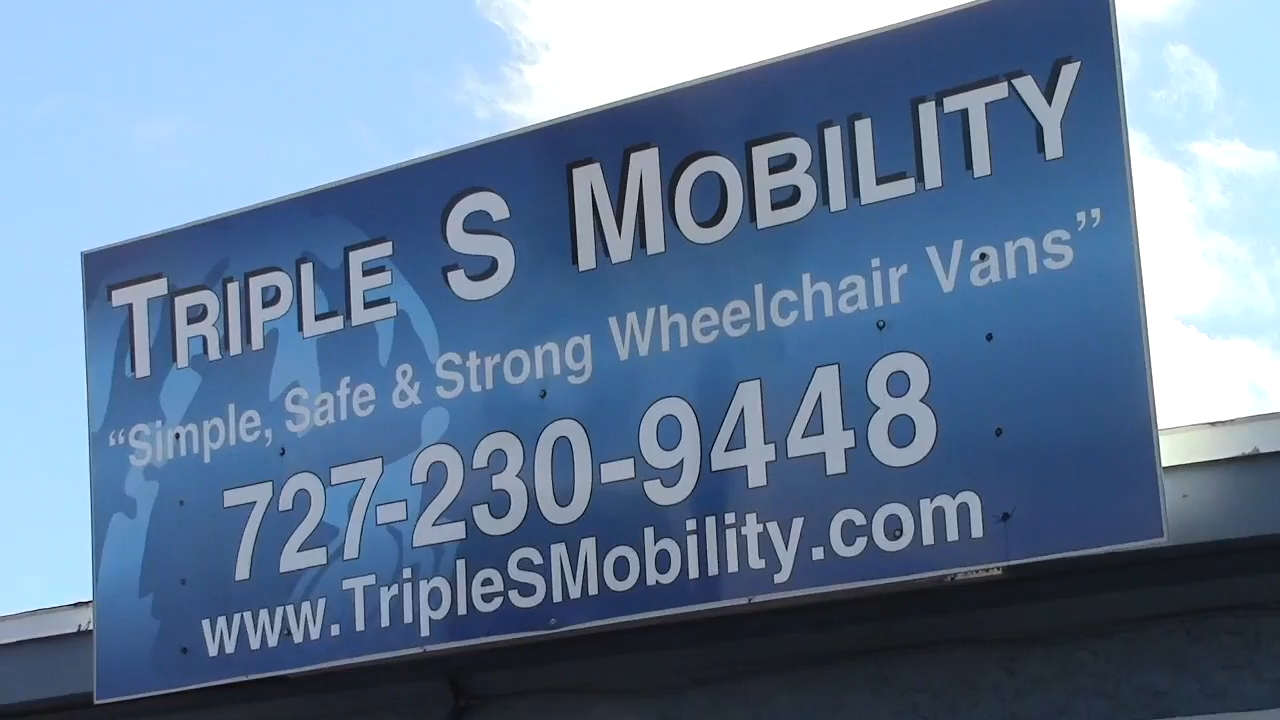 TRIPLE S MOBILITY
“Simple, Safe & Strong Wheelchair Vans”
727-230-9448
www.TripleSMobility.com